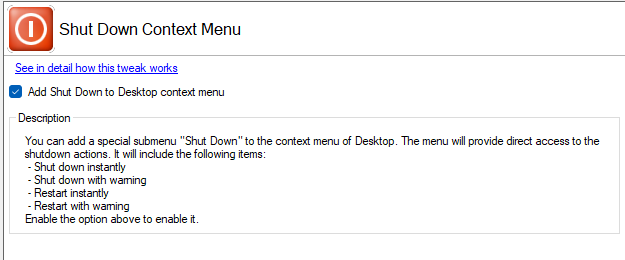 Shut Down Context Menu
See in detail how this tweak works
Add Shut Down to Desktop context menu
Description
You can add a special submenu "Shut Down" to the context menu of Desktop. The menu will provide direct access to the
shutdown actions. It will include the following items:
- Shut down instantly
- Shut down with warning
- Restart instantly
- Restart with warning
Enable the option above to enable it.